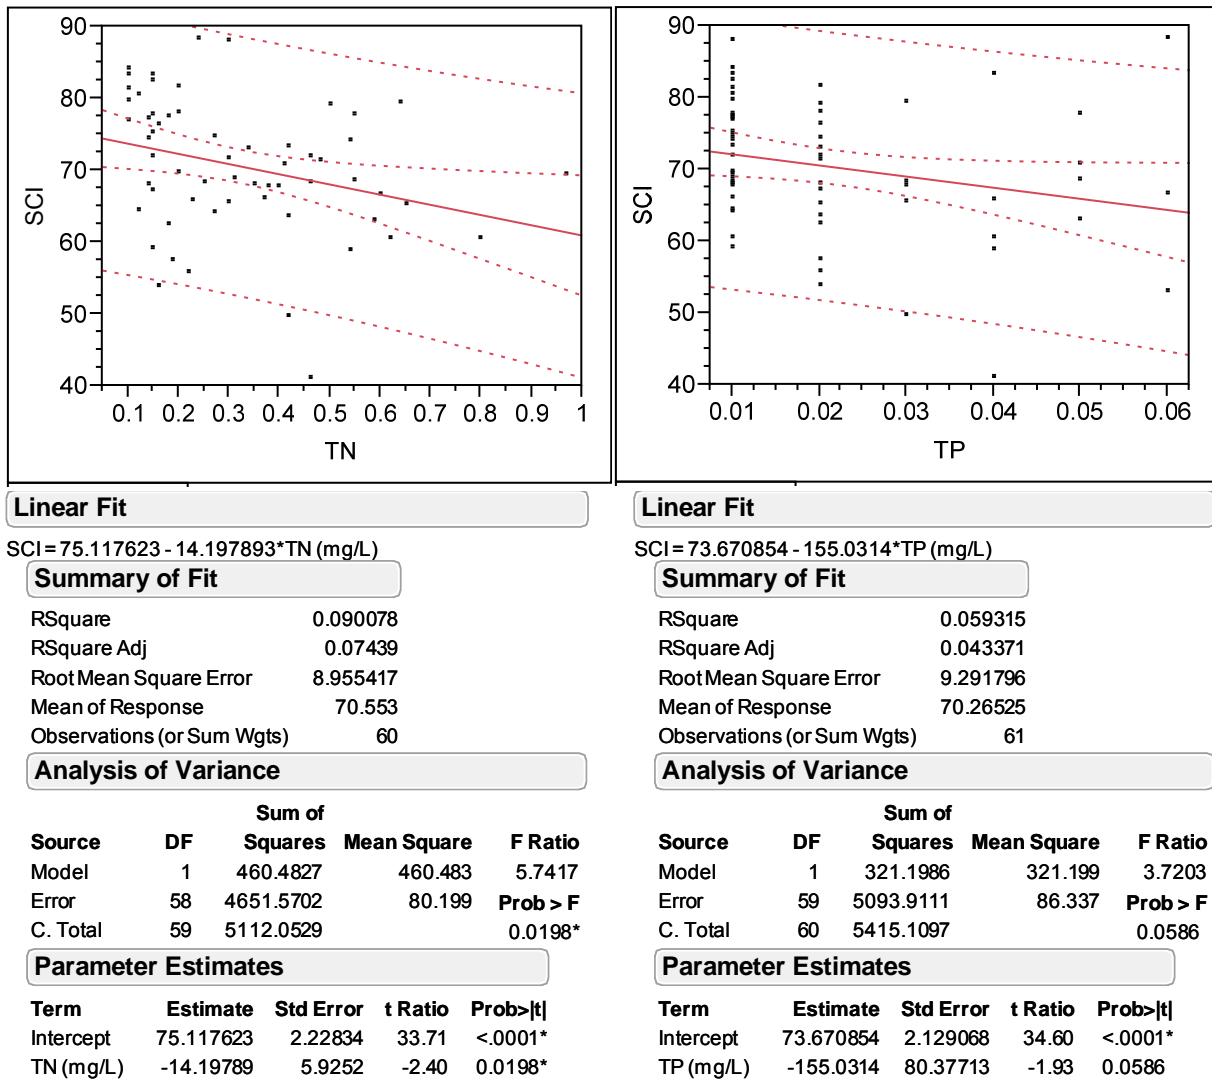 90
80
70
60
50
40
SCI
0.1 0.2 0.3 0.4 0.5 0.6 0.7 0.8 0.9 1
TN
90
80
70
60
50
40
SCI
0.01 0.02 0.03 0.04 0.05 0.06
TP
Linear Fit
SCI = 75.117623 - 14.197893*TN (mg/L)
Summary of Fit
RSquare 0.090078
RSquare Adj 0.07439
Root Mean Square Error 8.955417
Mean of Response 70.553
Observations (or Sum Wgts) 60
Analysis of Variance
Sum of
Source DF Squares Mean Square F Ratio
Model 1 460.4827 460.483 5.7417
Error 58 4651.5702 80.199 Prob > F
C. Total 59 5112.0529 0.0198*
Parameter Estimates
Term Estimate Std Error t Ratio Prob>|t|
Intercept 75.117623 2.22834 33.71 <.0001*
TN (mg/L) -14.19789 5.9252 -2.40 0.0198*
Linear Fit
SCI = 73.670854 - 155.0314*TP (mg/L)
Summary of Fit
RSquare 0.059315
RSquare Adj 0.043371
Root Mean Square Error 9.291796
Mean of Response 70.26525
Observations (or Sum Wgts) 61
Analysis of Variance
Sum of
Source DF Squares Mean Square F Ratio
Model 1 321.1986 321.199 3.7203
Error 59 5093.9111 86.337 Prob > F
C. Total 60 5415.1097 0.0586
Parameter Estimates
Term Estimate Std Error t Ratio Prob>|t|
Intercept 73.670854 2.129068 34.60 <.0001*
TP (mg/L) -155.0314 80.37713 -1.93 0.0586